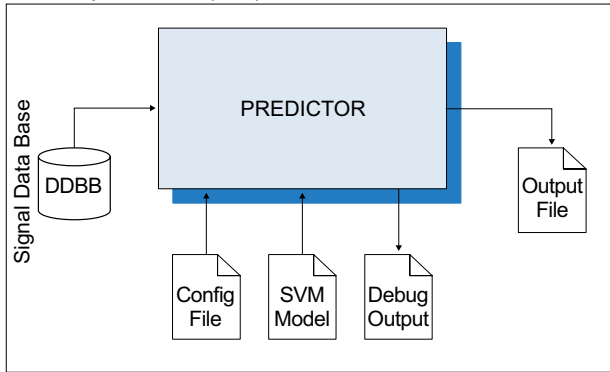 PREDICTOR
Signal Data Base
DDBB
Output
File
Config
File
SVM
Model
Debug
Output